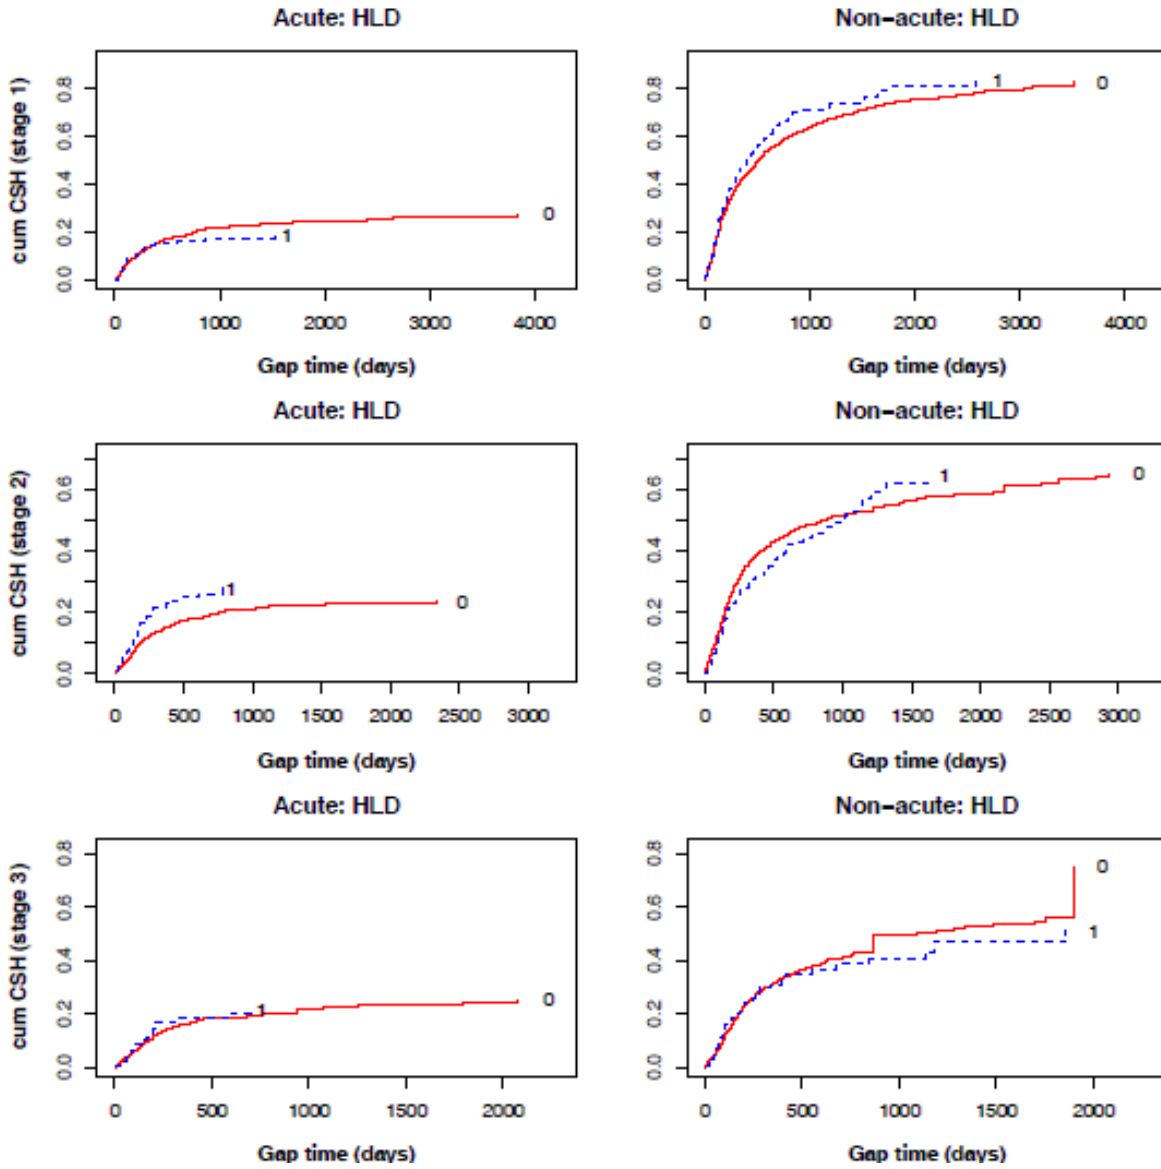 Acute: HLD
Non-acute: HLD
cum CSH (stage 1)
0.0 0.2 0.4 0.6 0.8
1
0
1
0
0 1000 2000 3000 4000
0 1000 2000 3000 4000
Gap time (days)
Gap time (days)
Acute: HLD
Non-acute: HLD
cum CSH (stage 2)
0.0 0.2 0.4 0.6
0.0 0.2 0.4 0.6
1
0
1
0
0 500 1000 1500 2000 2500 3000
0 500 1000 1500 2000 2500 3000
Gap time (days)
Gap time (days)
Acute: HLD
Non-acute: HLD
cum CSH (stage 3)
0.0 0.2 0.4 0.6 0.8
0.0 0.2 0.4 0.6 0.8
1
0
0
1
0 500 1000 1500 2000
0 500 1000 1500 2000
Gap time (days)
Gap time (days)
0.0 0.2 0.4 0.6 0.8